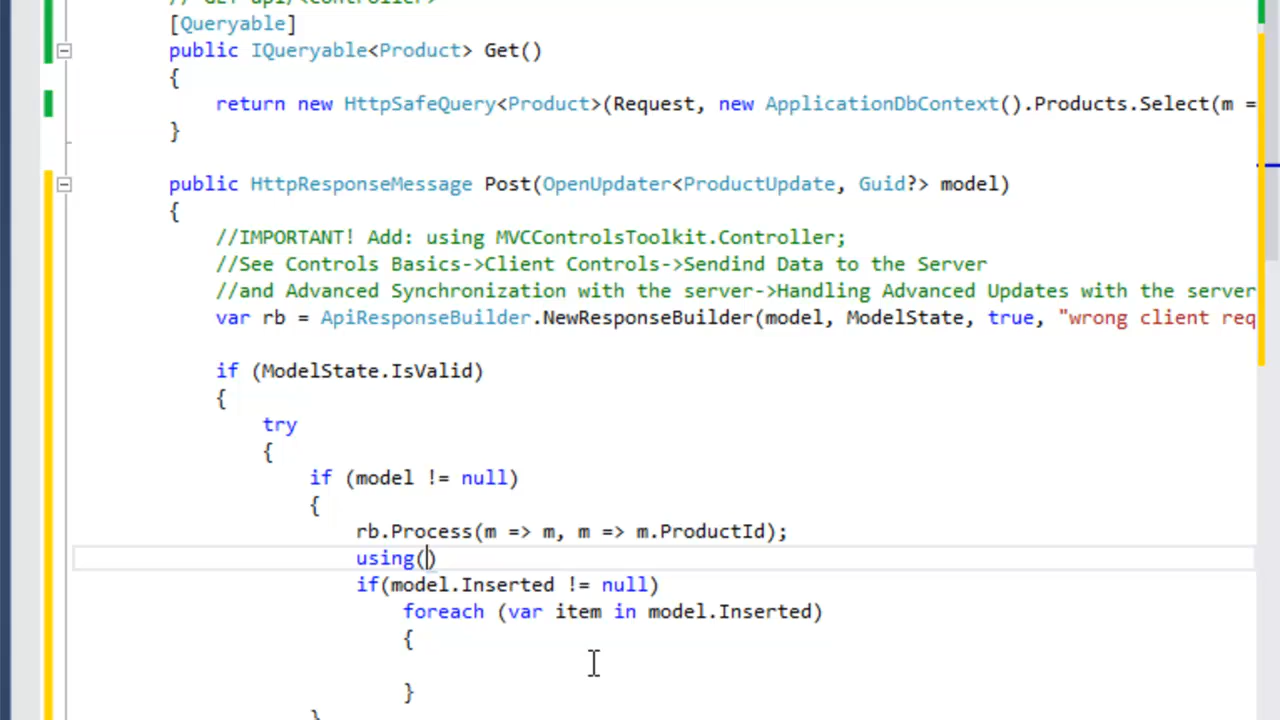 // GET api/<controller>
[Queryable]
public IQueryable<Product> Get()
{
return new HttpSafeQuery<Product>(Request, new ApplicationDbContext().Products.Select(m =
}
public HttpResponseMessage Post(OpenUpdater<ProductUpdate, Guid?> model)
{
//IMPORTANT! Add: using MVCControlsToolkit.Controller;
//See Controls Basics->Client Controls->Sendind Data to the Server
//and Advanced Synchronization with the server->Handling Advanced Updates with the server
var rb = ApiResponseBuilder.NewResponseBuilder(model, ModelState, true, "wrong client req
if (ModelState.IsValid)
{
try
{
if (model != null)
{
rb.Process(m => m, m => m.ProductId);
using()
if(model.Inserted != null)
foreach (var item in model.Inserted)
{
}
}